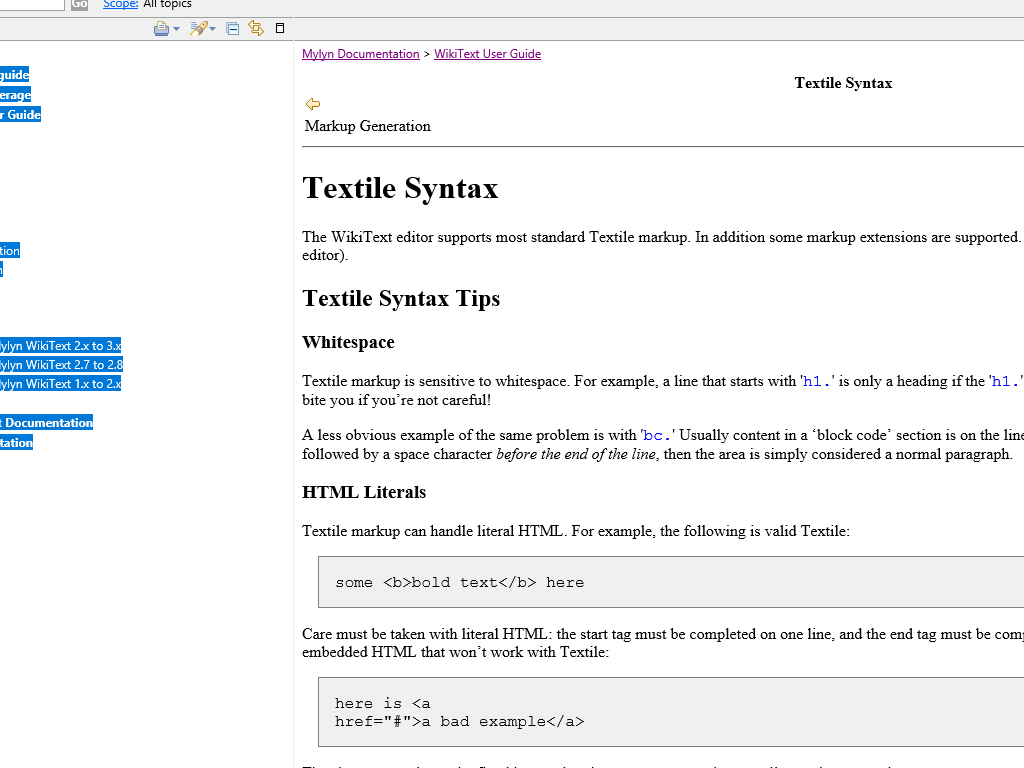 Go Scope: All topics
guide
erage
r Guide
tion
n
Mylyn WikiText 2.x to 3.x
Mylyn WikiText 2.7 to 2.8
Mylyn WikiText 1.x to 2.x
t Documentation
tation
Mylyn Documentation > WikiText User Guide
Textile Syntax
Markup Generation
Textile Syntax
The WikiText editor supports most standard Textile markup. In addition some markup extensions are supported.
editor).
Textile Syntax Tips
Whitespace
Textile markup is sensitive to whitespace. For example, a line that starts with 'h1.' is only a heading if the 'h1.'
bite you if you’re not careful!
A less obvious example of the same problem is with 'bc.' Usually content in a ‘block code’ section is on the line
followed by a space character before the end of the line, then the area is simply considered a normal paragraph.
HTML Literals
Textile markup can handle literal HTML. For example, the following is valid Textile:
some <b>bold text</b> here
Care must be taken with literal HTML: the start tag must be completed on one line, and the end tag must be comp
embedded HTML that won’t work with Textile:
here is <a
href="#">a bad example</a>